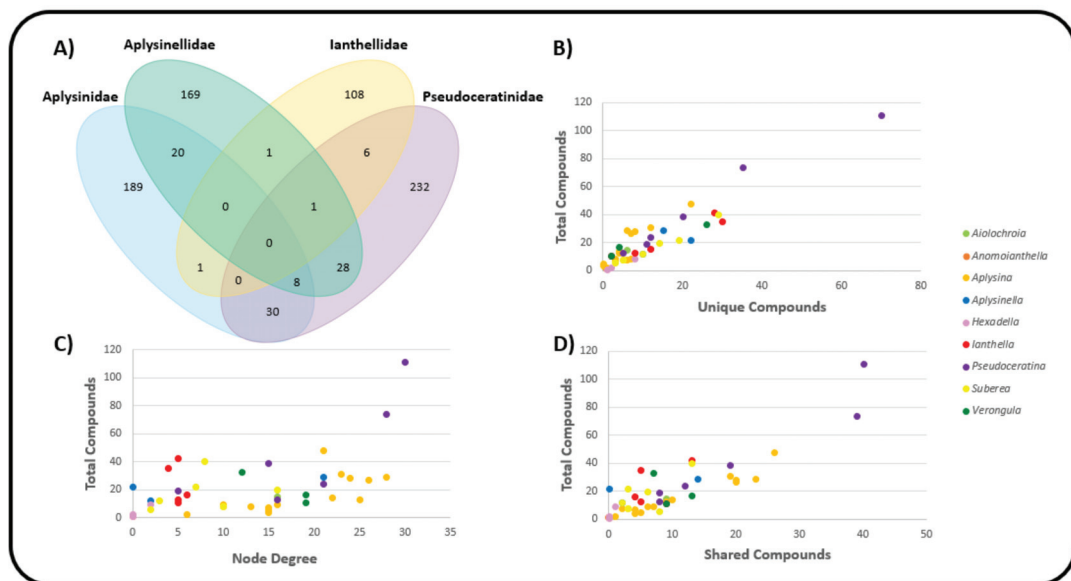 A)
Aplysinellidae
Ianthellidae
Aplysinidae
Pseudoceratinidae
169
108
20
1
6
189
232
0
1
0
1
0
8
28
30
B)
Total Compounds
120
100
80
60
40
20
0
0
20
40
60
80
Unique Compounds
Aiolochroia
Anomoianthella
Aplysina
Aplysinella
Hexadella
Ianthella
Pseudoceratina
Suberea
Verongula
C)
Total Compounds
120
100
80
60
40
20
0
0
5
10
15
20
25
30
35
Node Degree
D)
Total Compounds
120
100
80
60
40
20
0
0
10
20
30
40
50
Shared Compounds